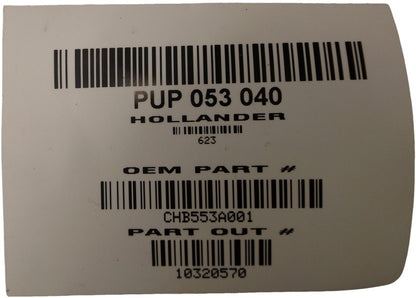 PUP 053 040
HOLLANDER
623
OEM PART #
CHB553A001
PART OUT #
10320570